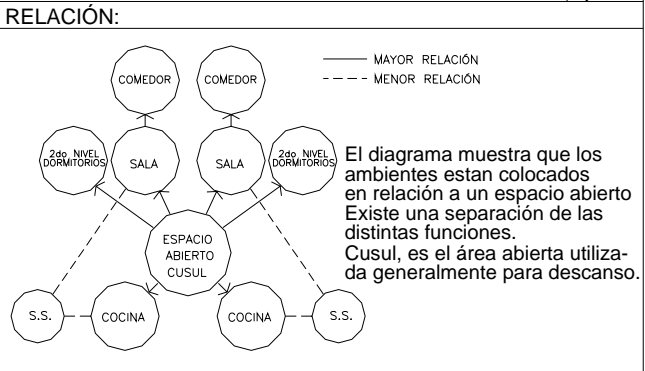 RELACIÓN:
MAYOR RELACIÓN
MENOR RELACIÓN
COMEDOR
COMEDOR
2do NIVEL
DORMITORIOS
SALA
SALA
2do NIVEL
DORMITORIOS
ESPACIO
ABIERTO
CUSUL
S.S.
COCINA
COCINA
S.S.
El diagrama muestra que los
ambientes estan colocados
en relación a un espacio abierto
Existe una separación de las
distintas funciones.
Cusul, es el área abierta utiliza-
da generalmente para descanso.